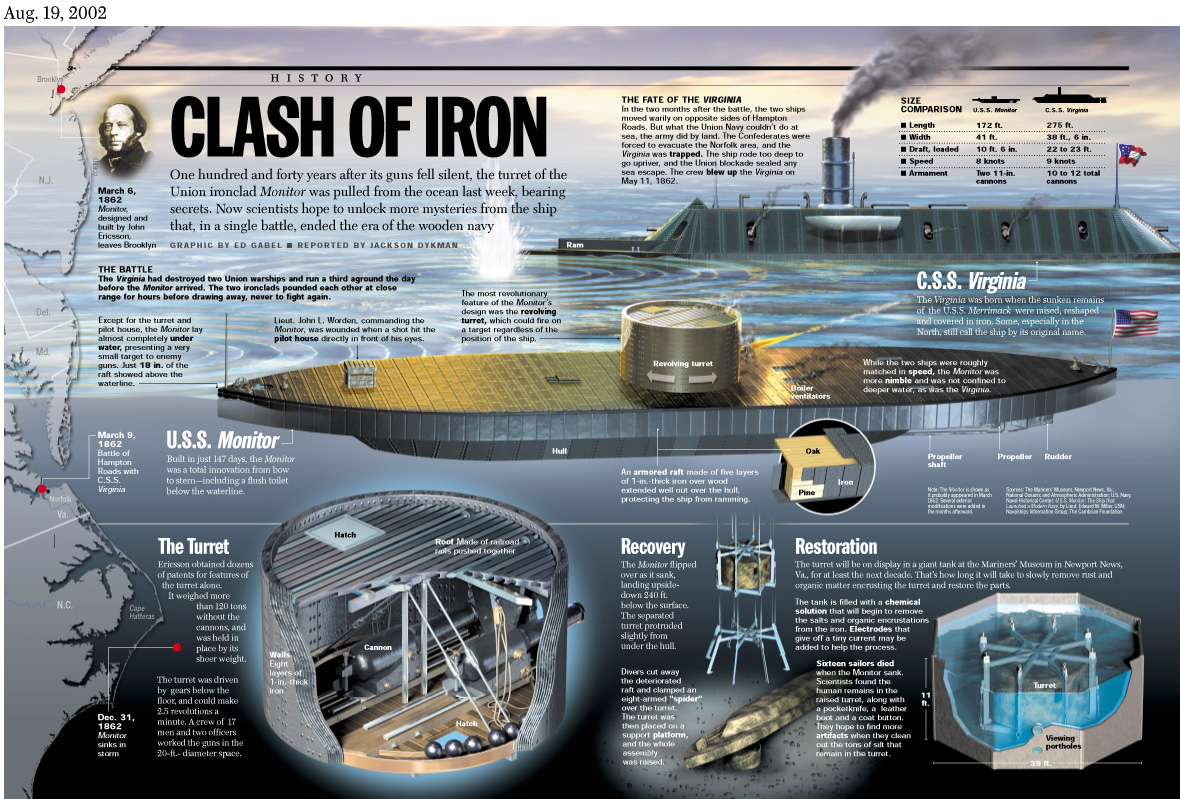 Aug. 19, 2002
HISTORY
CLASH OF IRON
One hundred and forty years after its guns fell silent, the turret of the
Union ironclad Monitor was pulled from the ocean last week, bearing
secrets. Now scientists hope to unlock more mysteries from the ship
that, in a single battle, ended the era of the wooden navy
GRAPHIC BY ED GABEL ■ REPORTED BY JACKSON DYKMAN
Brooklyn
N.J.
Del.
Md.
Norfolk
Va.
N.C.
Cape
Hatteras
March 6,
1862
Monitor,
designed and
built by John
Ericsson,
leaves Brooklyn
THE BATTLE
The Virginia had destroyed two Union warships and run a third aground the day
before the Monitor arrived. The two ironclads pounded each other at close
range for hours before drawing away, never to fight again.
Except for the turret and
pilot house, the Monitor lay
almost completely under
water, presenting a very
small target to enemy
guns. Just 18 in. of the
raft showed above the
waterline.
Lieut. John L. Worden, commanding the
Monitor, was wounded when a shot hit the
pilot house directly in front of his eyes.
The most revolutionary
feature of the Monitor's
design was the revolving
turret, which could fire on
a target regardless of the
position of the ship.
THE FATE OF THE VIRGINIA
In the two months after the battle, the two ships
moved warily on opposite sides of Hampton
Roads. But what the Union Navy couldn't do at
sea, the army did by land. The Confederates were
forced to evacuate the Norfolk area, and the
Virginia was trapped. The ship rode too deep to
go upriver, and the Union blockade sealed any
sea escape. The crew blew up the Virginia on
May 11, 1862.
SIZE
COMPARISON
U.S.S. Monitor
C.S.S. Virginia
■ Length 172 ft. 275 ft.
■ Width 41 ft. 38 ft., 6 in.
■ Draft, loaded 10 ft. 6 in. 22 to 23 ft.
■ Speed 8 knots 9 knots
■ Armament Two 11-in. 10 to 12 total
cannons cannons
Ram
C.S.S. Virginia
The Virginia was born when the sunken remains
of the U.S.S. Merrimack were raised, reshaped
and covered in iron. Some, especially in the
North, still call the ship by its original name.
Revolving turret
Boiler
ventilators
While the two ships were roughly
matched in speed, the Monitor was
more nimble and was not confined to
deeper water, as was the Virginia.
March 9,
1862
Battle of
Hampton
Roads with
C.S.S.
Virginia
U.S.S. Monitor
Built in just 147 days, the Monitor
was a total innovation from bow
to stern—including a flush toilet
below the waterline.
Hull
An armored raft made of five layers
of 1-in.-thick iron over wood
extended well out over the hull,
protecting the ship from ramming.
Oak
Iron
Pine
Propeller
shaft
Propeller
Rudder
Note: The Monitor is shown as
it probably appeared in March
1862. Several exterior
modifications were added in
the months afterward.
Sources: The Mariners' Museum, Newport News, Va.;
National Oceanic and Atmospheric Administration; U.S. Navy,
Naval Historical Center; U.S.S. Monitor: The Ship that
Launched a Modern Navy, by Lieut. Edward M. Miller, USN;
Navalships Information Group; The Cambrian Foundation
The Turret
Ericsson obtained dozens
of patents for features of
the turret alone.
It weighed more
than 120 tons
without the
cannons, and
was held in
place by its
sheer weight.
The turret was driven
by gears below the
floor, and could make
2.5 revolutions a
minute. A crew of 17
men and two officers
worked the guns in the
20-ft.- diameter space.
Dec. 31,
1862
Monitor
sinks in
storm
Hatch
Roof Made of railroad
rails pushed together
Walls
Eight
layers of
1-in.-thick
iron
Cannon
Hatch
Recovery
The Monitor flipped
over as it sank,
landing upside-
down 240 ft.
below the surface.
The separated
turret protruded
slightly from
under the hull.
Divers cut away
the deteriorated
raft and clamped an
eight-armed "spider"
over the turret.
The turret was
then placed on a
support platform,
and the whole
assembly
was raised.
Restoration
The turret will be on display in a giant tank at the Mariners' Museum in Newport News,
Va., for at least the next decade. That's how long it will take to slowly remove rust and
organic matter encrusting the turret and restore the parts.
The tank is filled with a chemical
solution that will begin to remove
the salts and organic encrustations
from the iron. Electrodes that
give off a tiny current may be
added to help the process.
Sixteen sailors died
when the Monitor sank.
Scientists found the
human remains in the
raised turret, along with
a pocketknife, a leather
boot and a coat button.
They hope to find more
artifacts when they clean
out the tons of silt that
remain in the turret.
11
ft.
Turret
Viewing
portholes
39 ft.